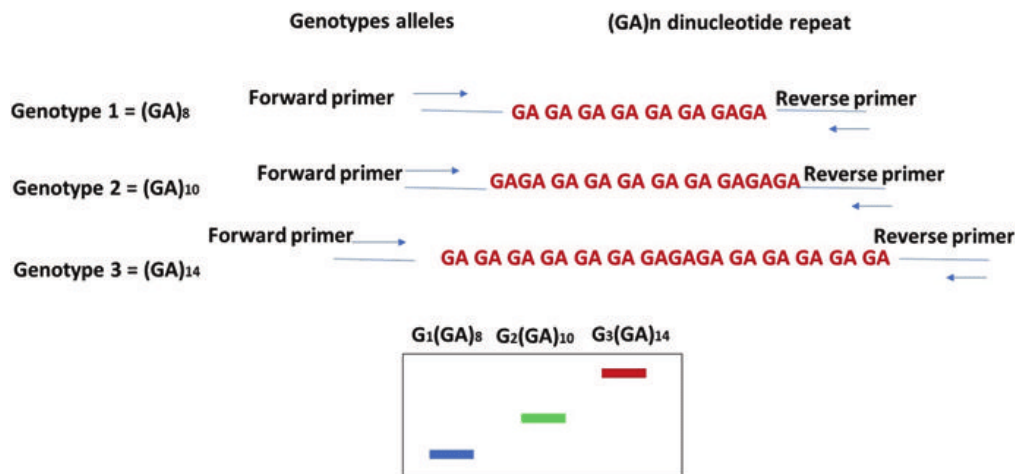 Genotypes alleles (GA)n dinucleotide repeat
Forward primer
Reverse primer
Genotype 1 = (GA)8
GA GA GA GA GA GA GAGA
Forward primer
Reverse primer
Genotype 2 = (GA)10
GAGA GA GA GA GA GA GAGAGA
Forward primer
Reverse primer
Genotype 3 = (GA)14
GA GA GA GA GA GA GAGAGA GA GA GA GA GA
G1(GA)8 G2(GA)10 G3(GA)14